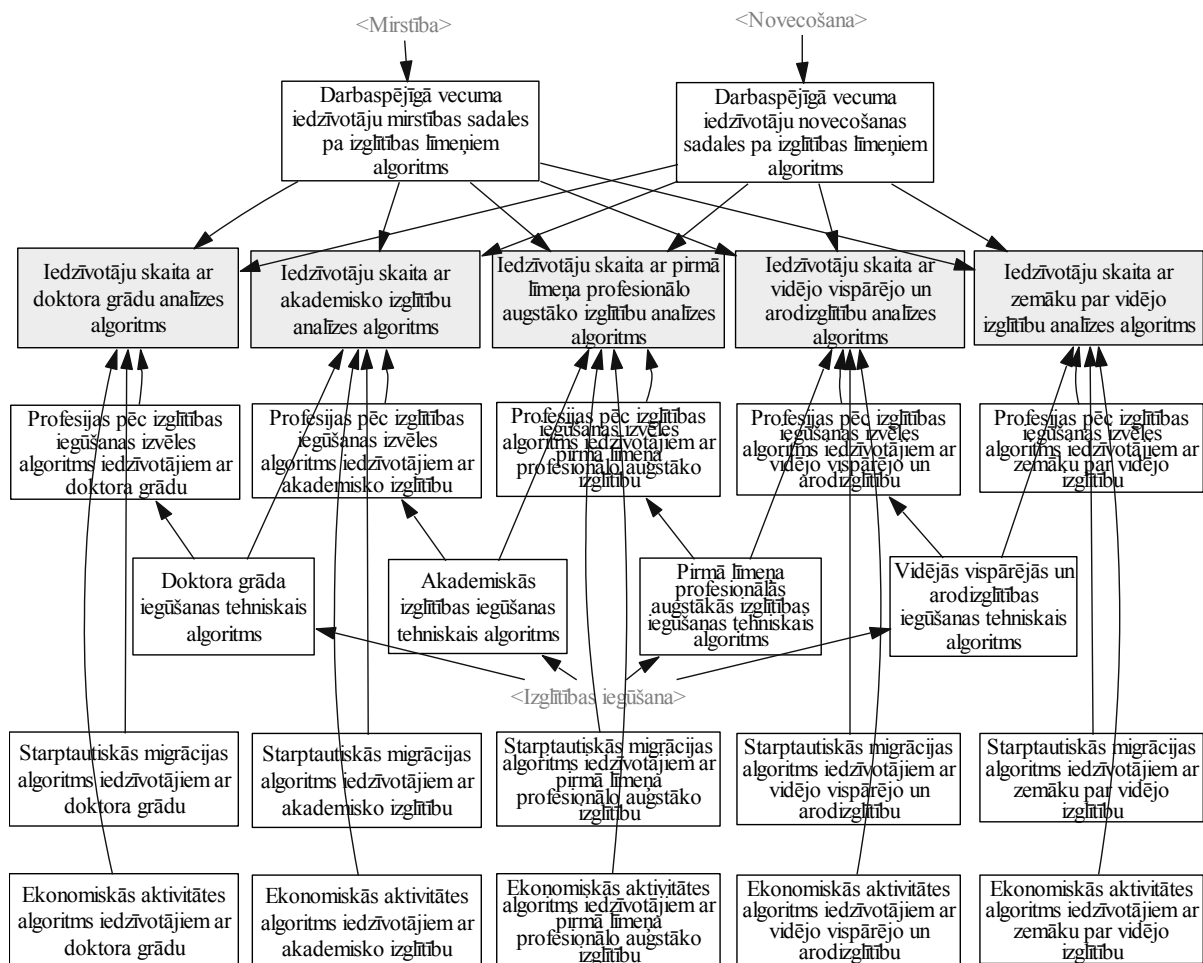 <Mirstība>
<Novecošana>
Darbaspējīgā vecuma
iedzīvotāju mirstības sadales
pa izglītības līmeņiem
algoritms
Darbaspējīgā vecuma
iedzīvotāju novecošanas
sadales pa izglītības līmeņiem
algoritms
Iedzīvotāju skaita ar
doktora grādu analīzes
algoritms
Iedzīvotāju skaita ar
akademisko izglītību
analīzes algoritms
Iedzīvotāju skaita ar pirmā
līmeņa profesionālo
augstāko izglītību analīzes
algoritms
Iedzīvotāju skaita ar
vidējo vispārējo un
arodizglītību analīzes
algoritms
Iedzīvotāju skaita ar
zemāku par vidējo
izglītību analīzes algoritms
Profesijas pēc izglītības
iegūšanas izvēles
algoritms iedzīvotājiem ar
doktora grādu
Profesijas pēc izglītības
iegūšanas izvēles
algoritms iedzīvotājiem ar
akademisko izglītību
Profesijas pēc izglītības
iegūšanas izvēles
algoritms iedzīvotājiem ar
pirmā līmeņa
profesionālo augstāko
izglītību
Profesijas pēc izglītības
iegūšanas izvēles
algoritms iedzīvotājiem ar
vidējo vispārējo un
arodizglītību
Profesijas pēc izglītības
iegūšanas izvēles
algoritms iedzīvotājiem ar
zemāku par vidējo
izglītību
Doktora grāda
iegūšanas tehniskais
algoritms
Akademiskās
izglītības iegūšanas
tehniskais algoritms
Pirmā līmeņa
profesionālās
augstākās izglītības
iegūšanas tehniskais
algoritms
Vidējās vispārējās un
arodizglītības
iegūšanas tehniskais
algoritms
<Izglītības iegūšana>
Starptautiskās migrācijas
algoritms iedzīvotājiem ar
doktora grādu
Starptautiskās migrācijas
algoritms iedzīvotājiem ar
akademisko izglītību
Starptautiskās migrācijas
algoritms iedzīvotājiem ar
pirmā līmeņa
profesionālo augstāko
izglītību
Starptautiskās migrācijas
algoritms iedzīvotājiem ar
vidējo vispārējo un
arodizglītību
Starptautiskās migrācijas
algoritms iedzīvotājiem ar
zemāku par vidējo
izglītību
Ekonomiskās aktivitātes
algoritms iedzīvotājiem ar
doktora grādu
Ekonomiskās aktivitātes
algoritms iedzīvotājiem ar
akademisko izglītību
Ekonomiskās aktivitātes
algoritms iedzīvotājiem ar
pirmā līmeņa
profesionālo augstāko
izglītību
Ekonomiskās aktivitātes
algoritms iedzīvotājiem ar
vidējo vispārējo un
arodizglītību
Ekonomiskās aktivitātes
algoritms iedzīvotājiem ar
zemāku par vidējo
izglītību